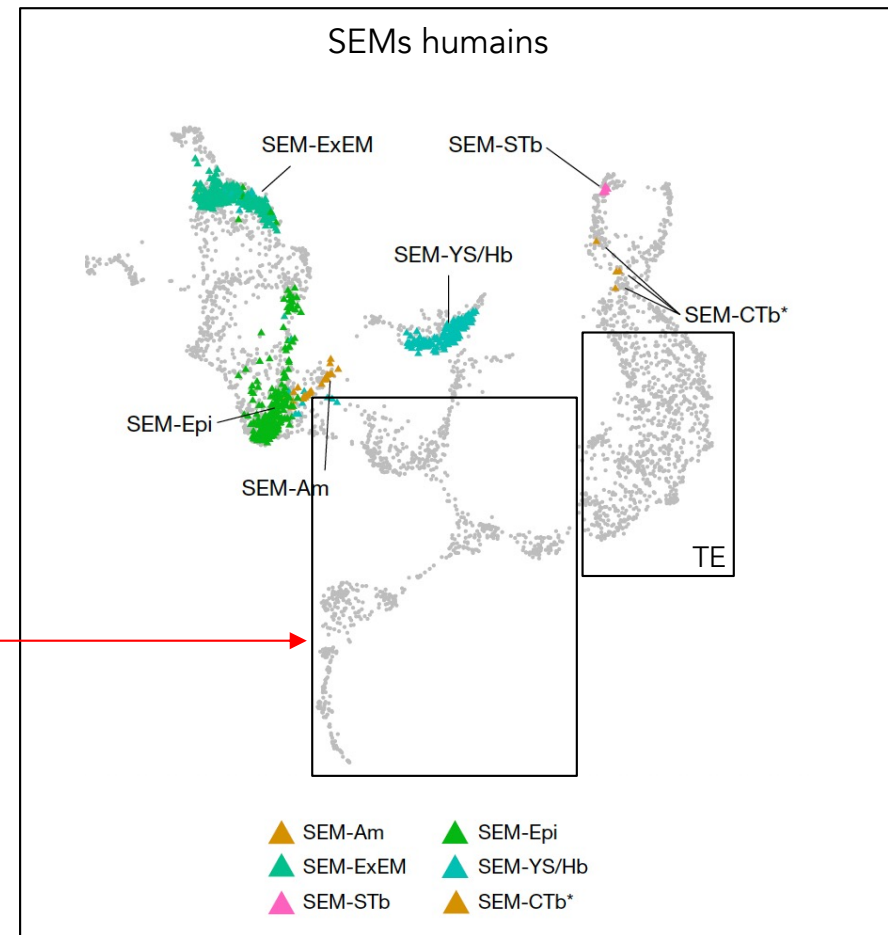 SEMs humains
SEM-ExEM
SEM-STb
SEM-YS/Hb
SEM-CTb*
SEM-Epi
SEM-Am
TE
SEM-Am
SEM-Epi
SEM-ExEM
SEM-YS/Hb
SEM-STb
SEM-CTb*